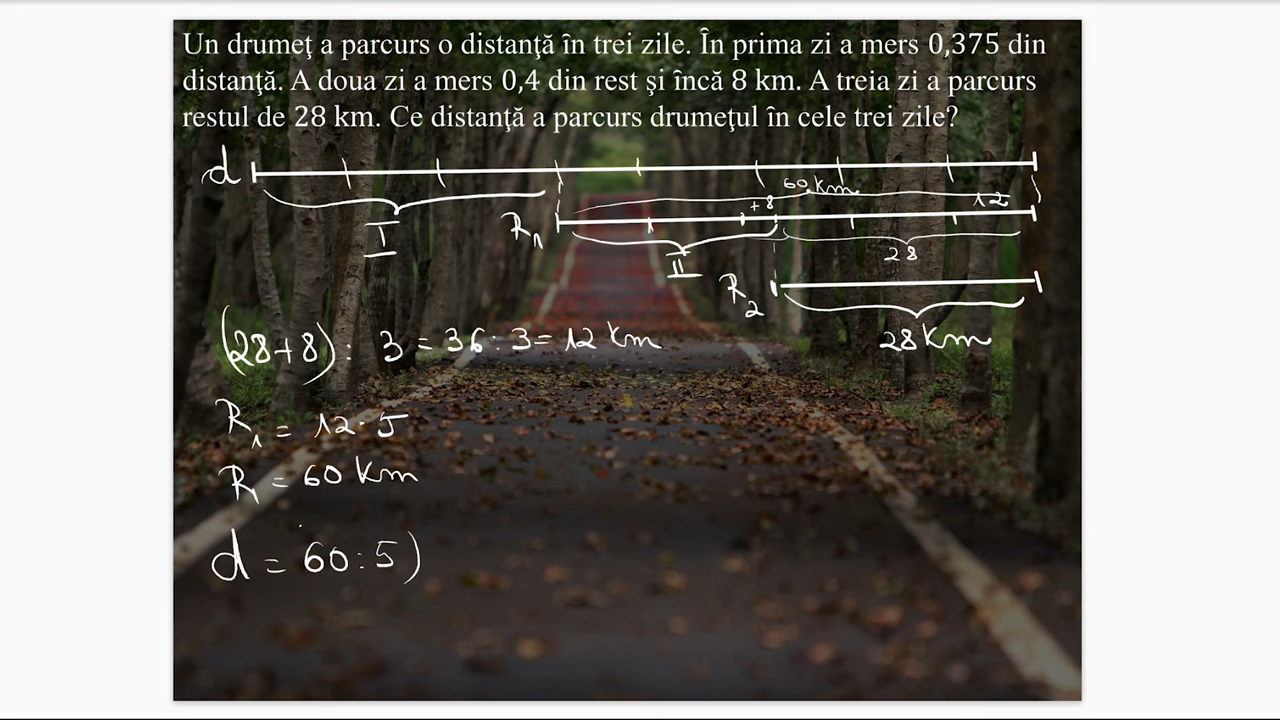 Un drumeţ a parcurs o distanţă în trei zile. În prima zi a mers 0,375 din
distanţă. A doua zi a mers 0,4 din rest şi încă 8 km. A treia zi a parcurs
restul de 28 km. Ce distanţă a parcurs drumeţul în cele trei zile?
d
60 km
+8
12
I
R1
II
28
R2
28 Km
(28+8) : 3 = 36 : 3 = 12 Km
R1 = 12 · 5
R1 = 60 Km
d = 60 : 5)